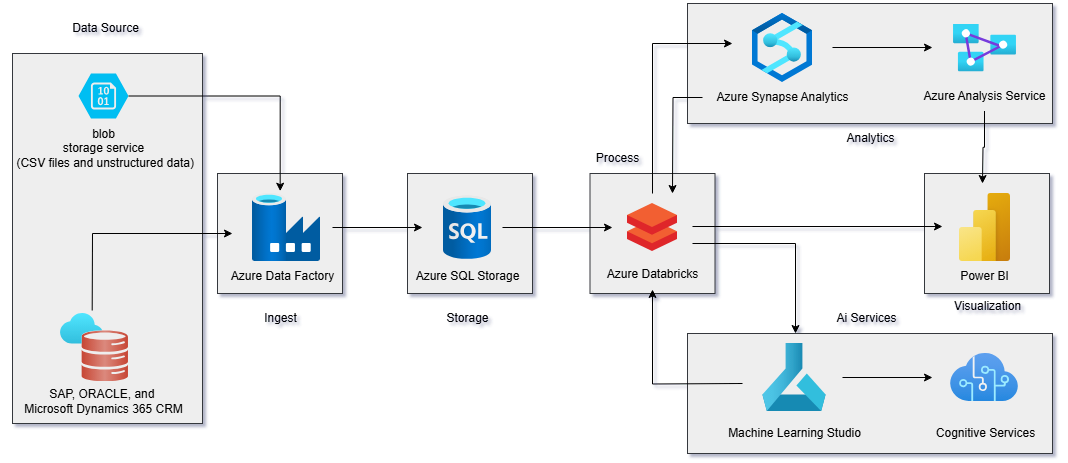 Data Source
10
01
blob
storage service
(CSV files and unstructured data)
SAP, ORACLE, and
Microsoft Dynamics 365 CRM
Azure Data Factory
Ingest
SQL
Azure SQL Storage
Storage
Process
Azure Databricks
Azure Synapse Analytics
Azure Analysis Service
Analytics
Power BI
Visualization
Ai Services
Machine Learning Studio
Cognitive Services